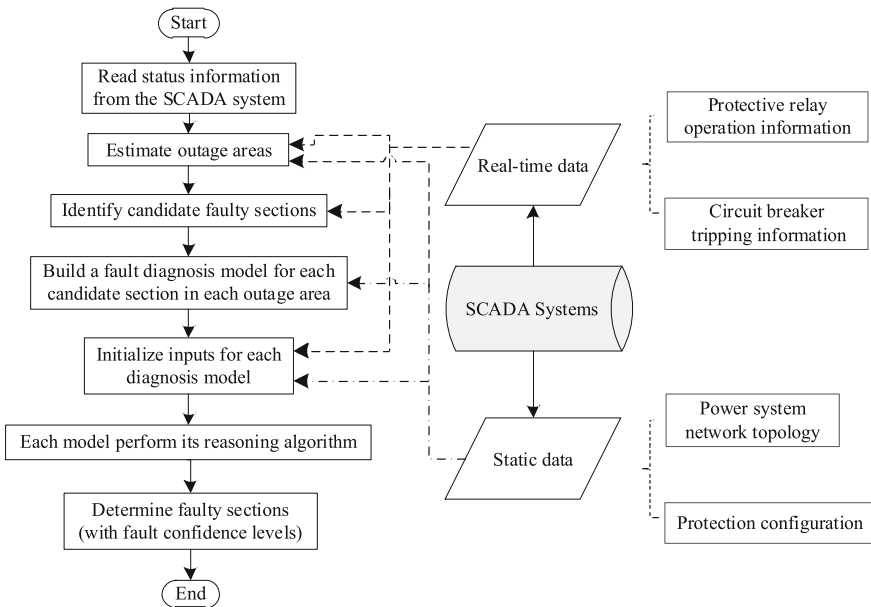 Start
Read status information
from the SCADA system
Estimate outage areas
Identify candidate faulty sections
Build a fault diagnosis model for each
candidate section in each outage area
Initialize inputs for each
diagnosis model
Each model perform its reasoning algorithm
Determine faulty sections
(with fault confidence levels)
End
Real-time data
SCADA Systems
Static data
Protective relay
operation information
Circuit breaker
tripping information
Power system
network topology
Protection configuration